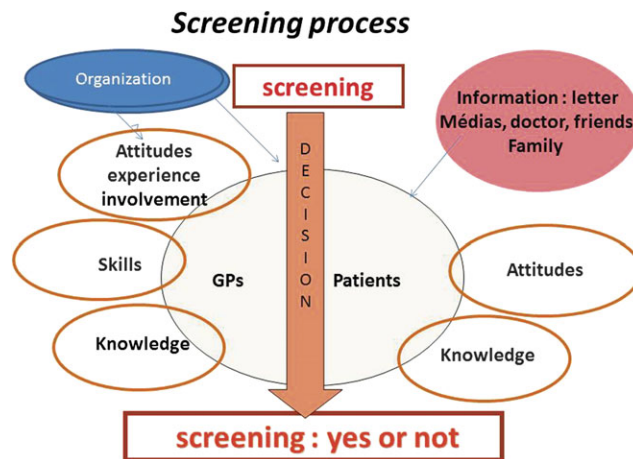 Screening process
Organization
screening
Information : letter
Médias, doctor, friends
Family
Attitudes
experience
involvement
DECISION
Skills
GPs
Patients
Attitudes
Knowledge
Knowledge
screening : yes or not